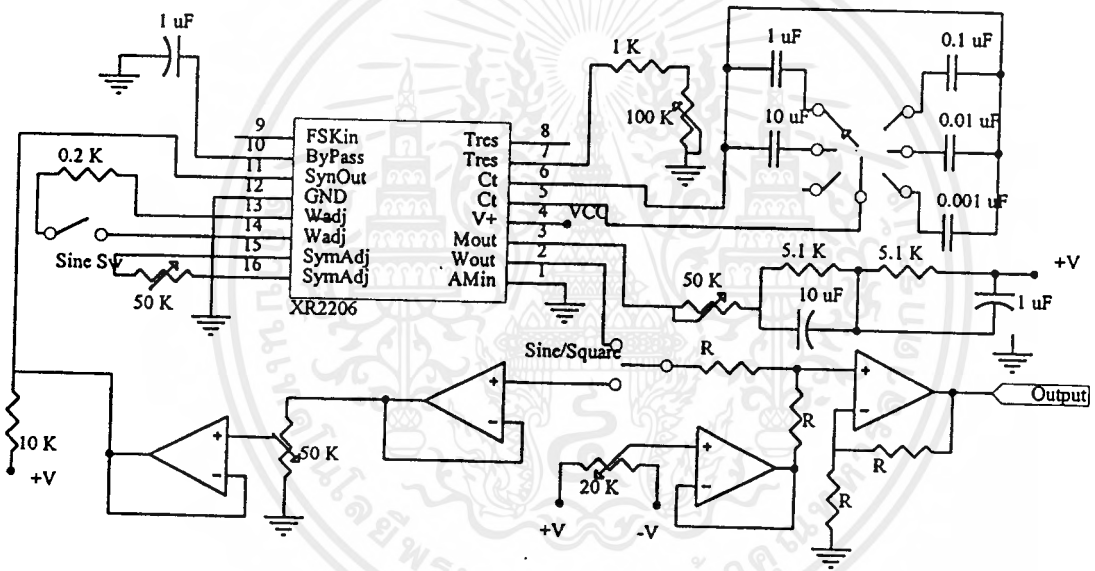 1 uF
1 K
100 K
1 uF
0.1 uF
10 uF
0.01 uF
0.001 uF
9
10
11
12
13
14
15
16
FSKin
ByPass
SynOut
GND
Wadj
Wadj
SymAdj
SymAdj
Tres
Tres
Ct
Ct
V+
Mout
Wout
AMin
8
7
6
5
4
3
2
1
VCC
XR2206
0.2 K
Sine Sw
50 K
50 K
5.1 K
5.1 K
+V
10 uF
1 uF
Sine/Square
R
R
R
R
Output
+
-
+
-
+
-
+
-
10 K
+V
50 K
20 K
+V
-V